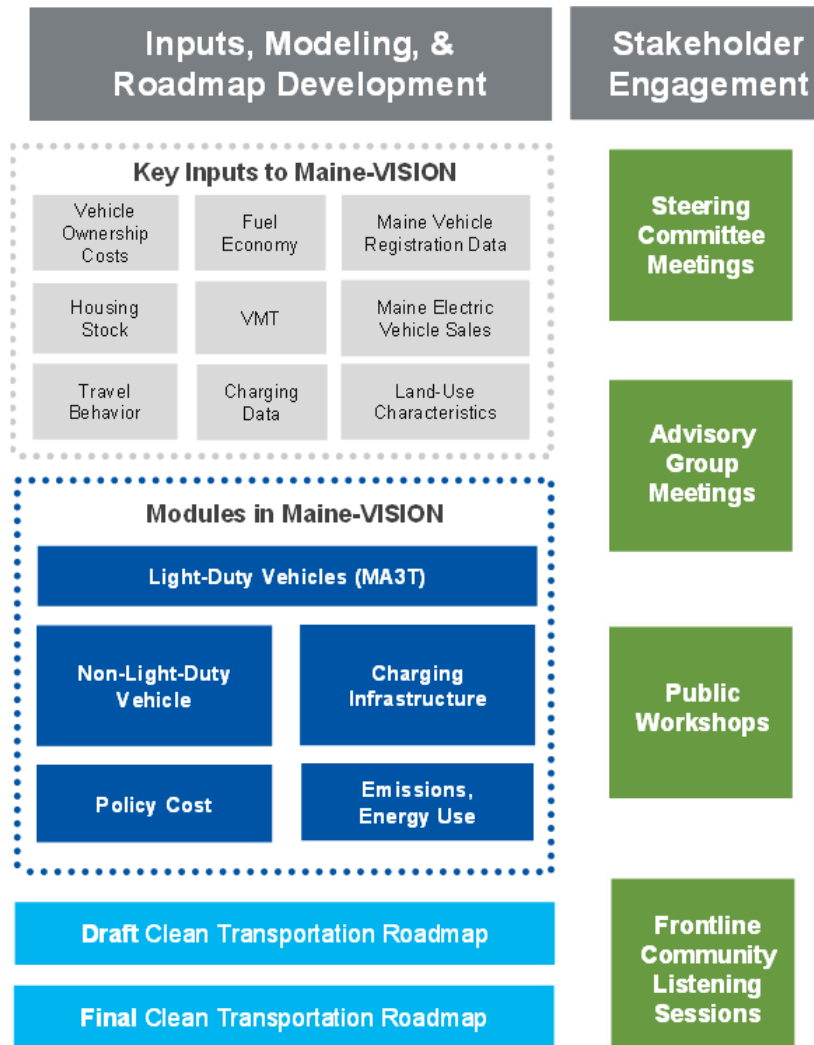 Inputs, Modeling, &
Roadmap Development
Key Inputs to Maine-VISION
Vehicle
Ownership
Costs
Fuel
Economy
Maine Vehicle
Registration Data
Housing
Stock
VMT
Maine Electric
Vehicle Sales
Travel
Behavior
Charging
Data
Land-Use
Characteristics
Modules in Maine-VISION
Light-Duty Vehicles (MA3T)
Non-Light-Duty
Vehicle
Charging
Infrastructure
Policy Cost
Emissions,
Energy Use
Draft Clean Transportation Roadmap
Final Clean Transportation Roadmap
Stakeholder
Engagement
Steering
Committee
Meetings
Advisory
Group
Meetings
Public
Workshops
Frontline
Community
Listening
Sessions